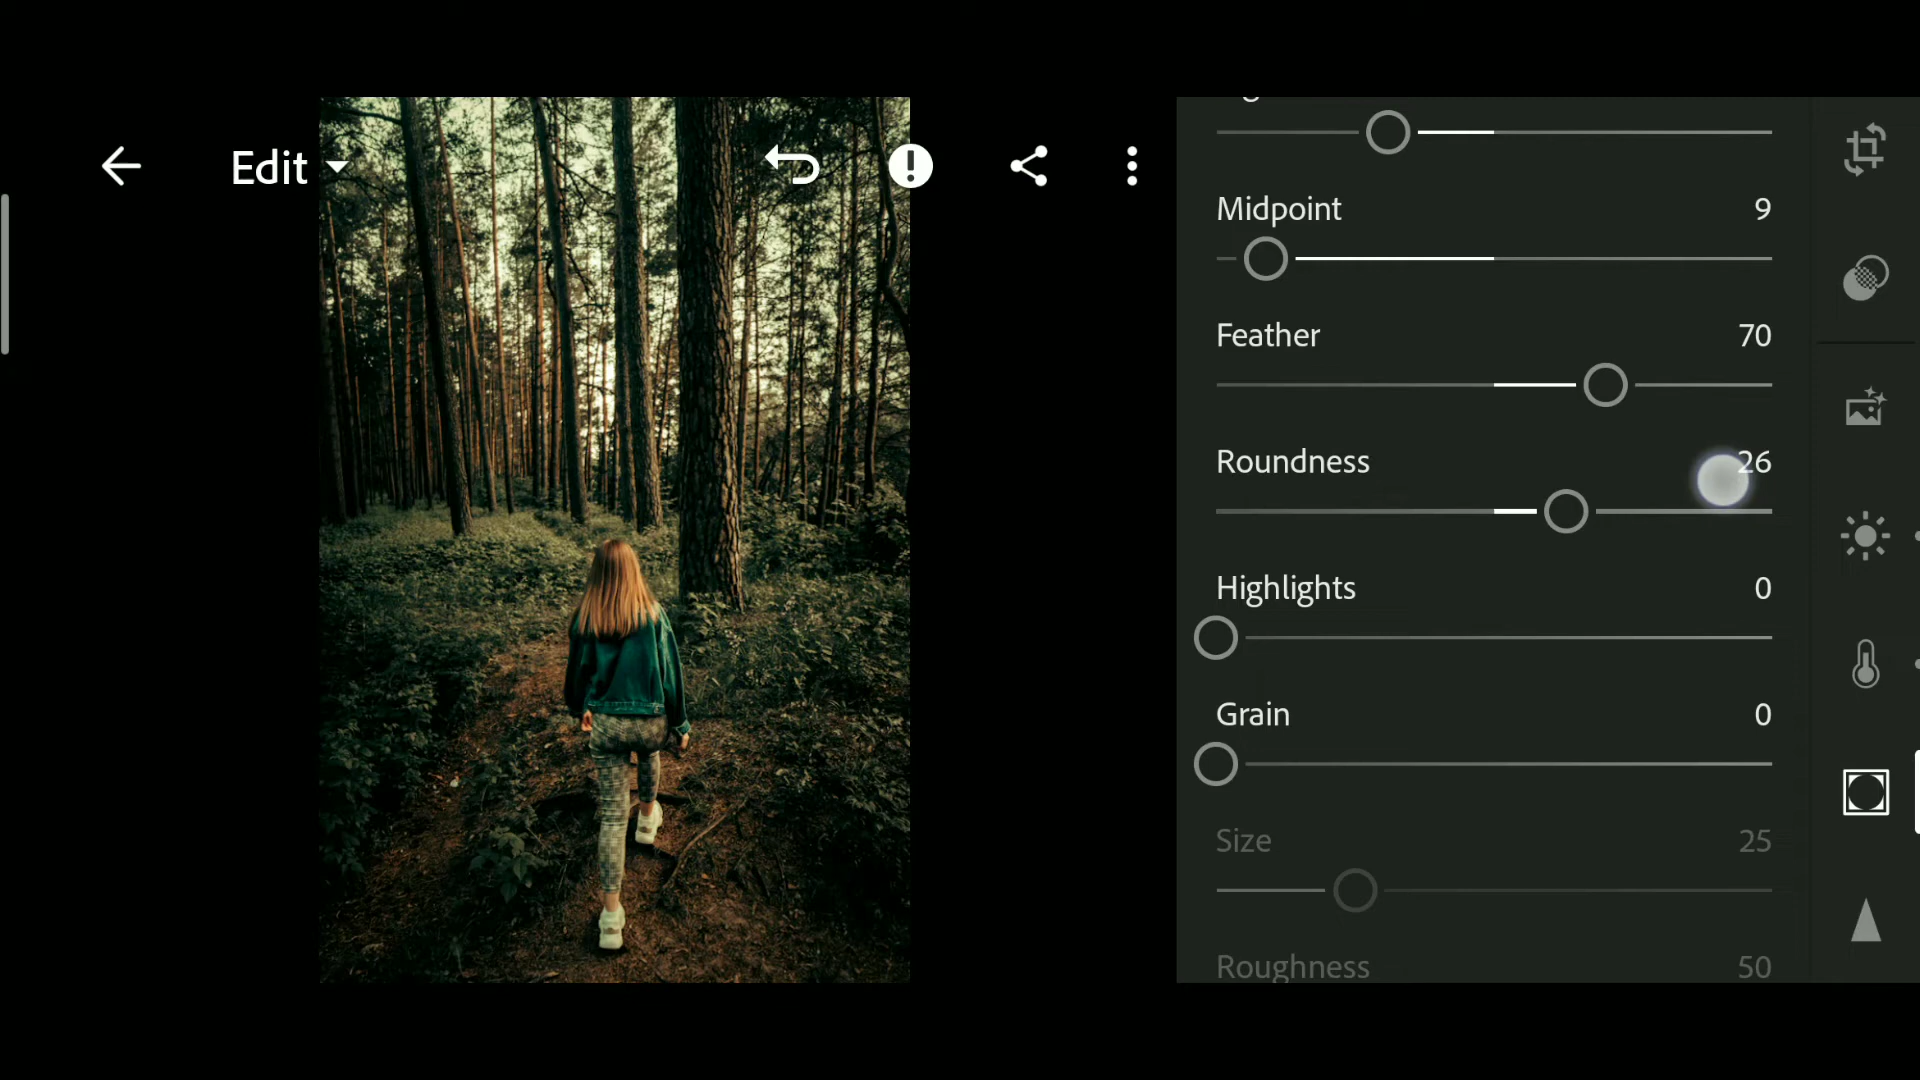 Edit
Midpoint 9
Feather 70
Roundness 26
Highlights 0
Grain 0
Size 25
Roughness 50